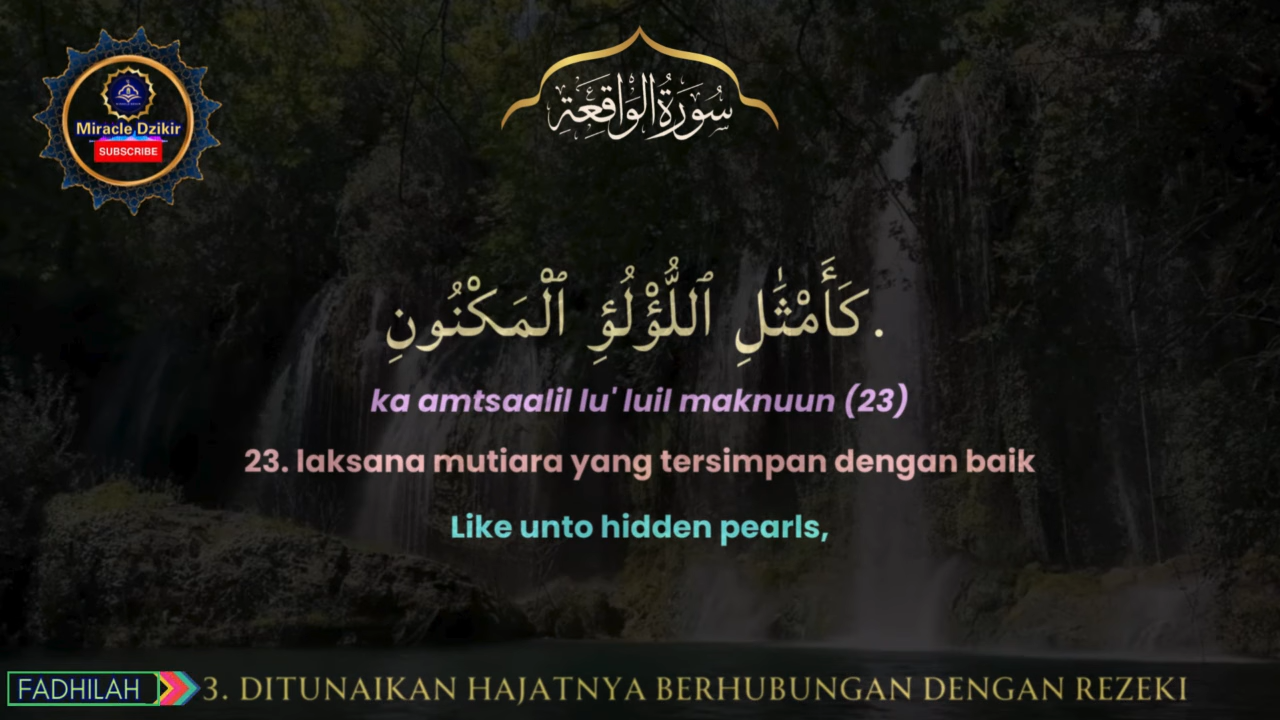 Miracle Dzikir
SUBSCRIBE
سُورَةُ الوَاقِعَةِ
كَأَمْثَٰلِ ٱللُّؤْلُؤِ ٱلْمَكْنُونِ.
ka amtsaalil lu' luil maknuun (23)
23. laksana mutiara yang tersimpan dengan baik
Like unto hidden pearls,
FADHILAH
3. DITUNAIKAN HAJATNYA BERHUBUNGAN DENGAN REZEKI